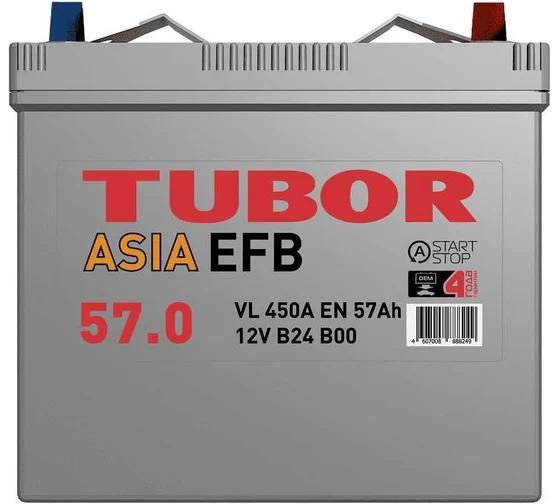 TUBOR
ASIA EFB
A START
STOP
OEM
4 года
гарантии
57.0
VL 450A EN 57Ah
12V B24 B00
4 607008 888249